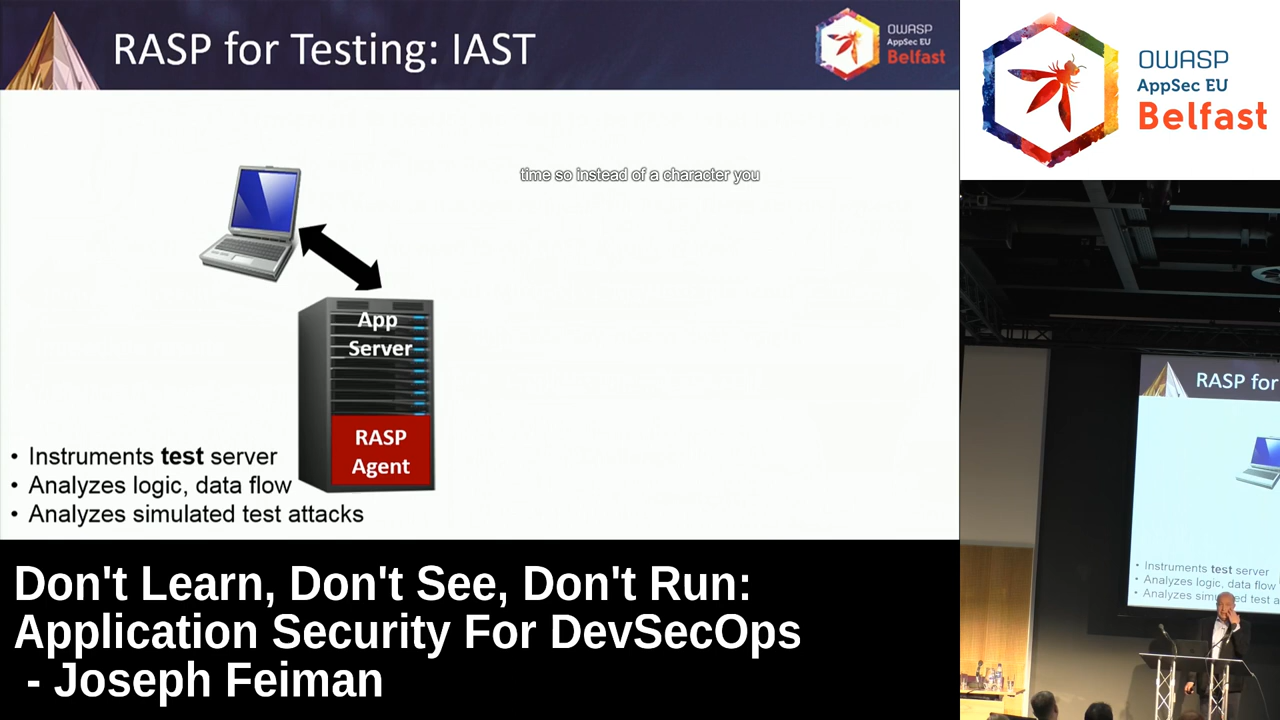 RASP for Testing: IAST
OWASP
AppSec EU
Belfast
time so instead of a character you
App
Server
RASP
Agent
• Instruments test server
• Analyzes logic, data flow
• Analyzes simulated test attacks
Don't Learn, Don't See, Don't Run:
Application Security For DevSecOps
- Joseph Feiman
OWASP
AppSec EU
Belfast
RASP for
• Instruments test server
• Analyzes logic, data flow
• Analyzes test a